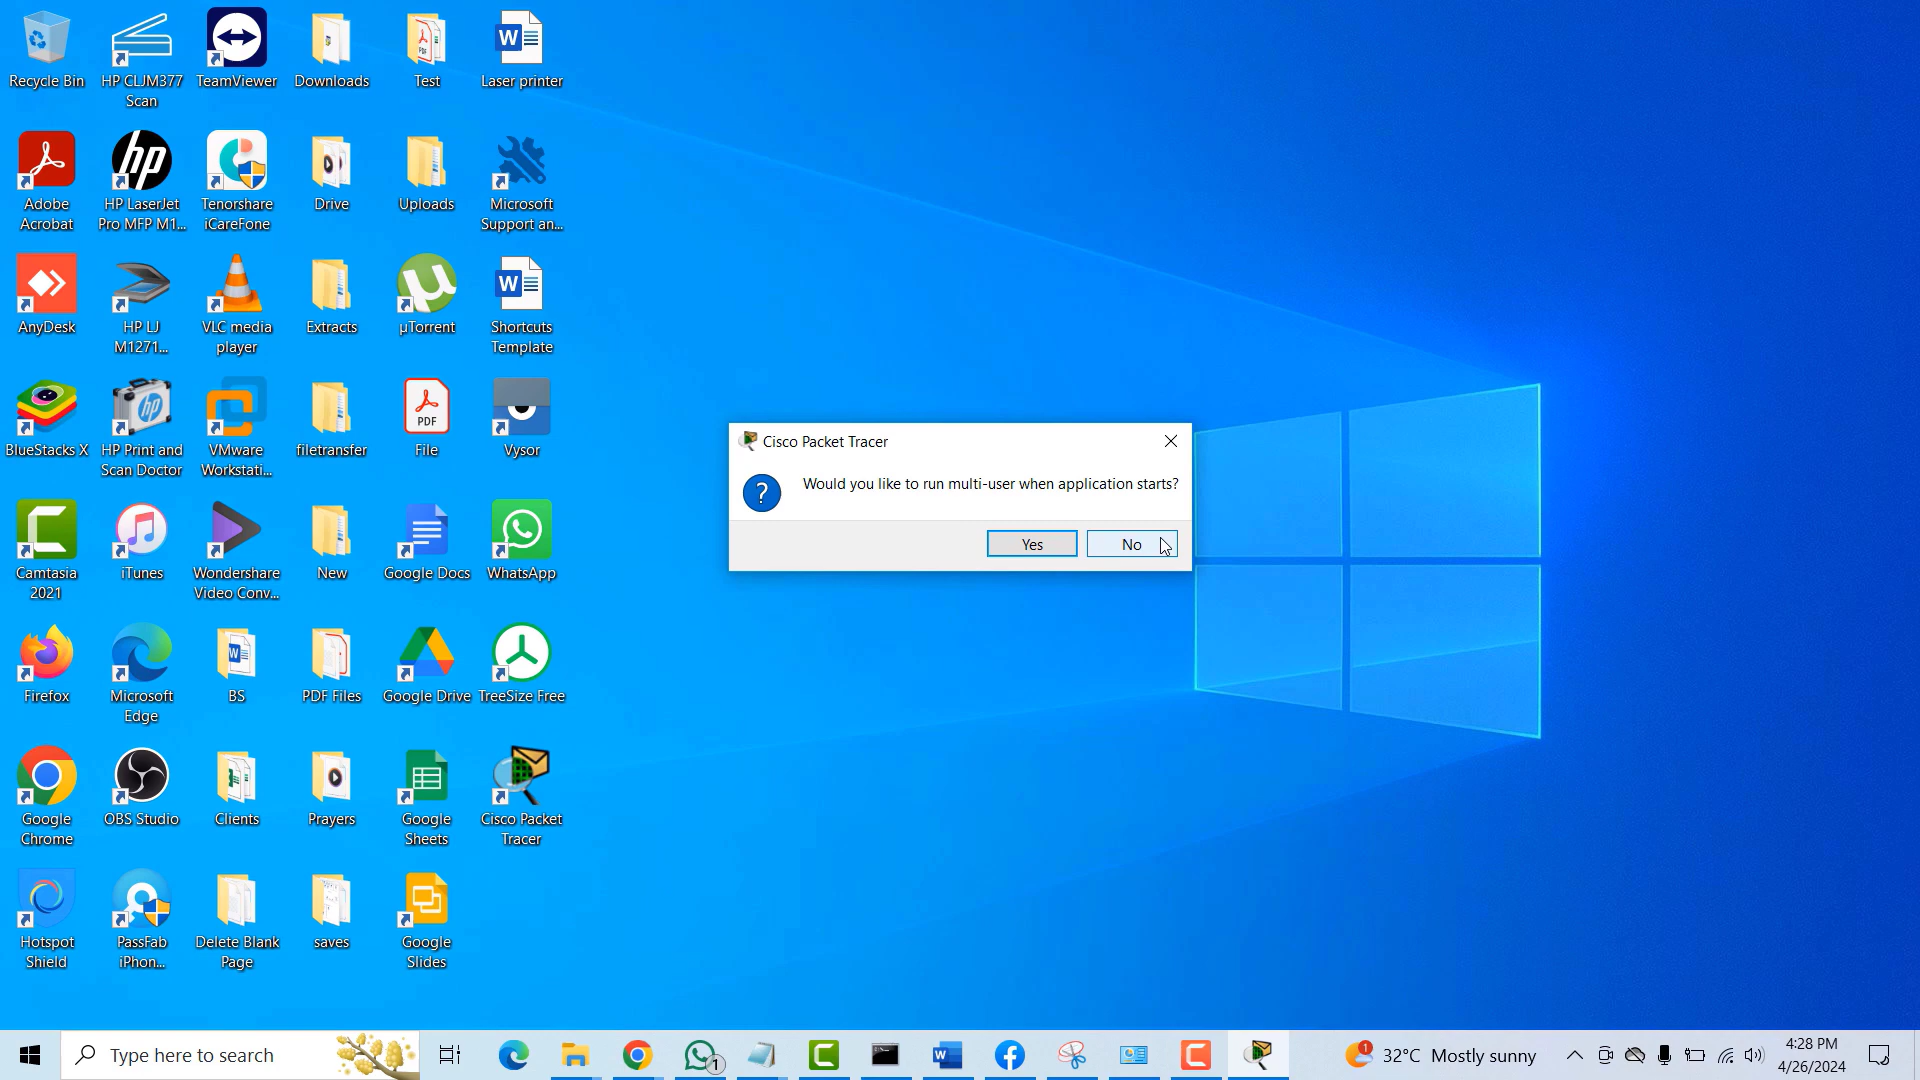 Recycle Bin
HP CLJM377
Scan
TeamViewer
Downloads
Test
Laser printer
Adobe
Acrobat
HP LaserJet
Pro MFP M1...
Tenorshare
iCareFone
Drive
Uploads
Microsoft
Support an...
AnyDesk
HP LJ
M1271...
VLC media
player
Extracts
µTorrent
Shortcuts
Template
BlueStacks X
HP Print and
Scan Doctor
VMware
Workstati...
filetransfer
PDF
File
Vysor
Camtasia
2021
iTunes
Wondershare
Video Conv...
New
Google Docs
WhatsApp
Firefox
Microsoft
Edge
BS
PDF Files
Google Drive
TreeSize Free
Google
Chrome
OBS Studio
Clients
Prayers
Google
Sheets
Cisco Packet
Tracer
Hotspot
Shield
PassFab
iPhon...
Delete Blank
Page
saves
Google
Slides
Cisco Packet Tracer
Would you like to run multi-user when application starts?
Yes
No
Type here to search
1
1
32°C Mostly sunny
4:28 PM
4/26/2024